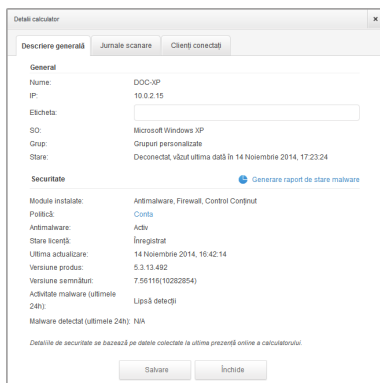 Detalii calculator
×
Descriere generală
Jurnale scanare
Clienți conectați
General
Nume: DOC-XP
IP: 10.0.2.15
Eticheta:
SO: Microsoft Windows XP
Grup: Grupuri personalizate
Stare: Deconectat, văzut ultima dată în 14 Noiembrie 2014, 17:23:24
Securitate
Generare raport de stare malware
Module instalate: Antimalware, Firewall, Control Conținut
Politică: Conta
Antimalware: Activ
Stare licență: Înregistrat
Ultima actualizare: 14 Noiembrie 2014, 16:42:14
Versiune produs: 5.3.13.492
Versiune semnături: 7.56116(10282854)
Activitate malware (ultimele
24h): Lipsă detecții
Malware detectat (ultimele 24h): N/A
Detaliile de securitate se bazează pe datele colectate la ultima prezență online a calculatorului.
Salvare
Închide